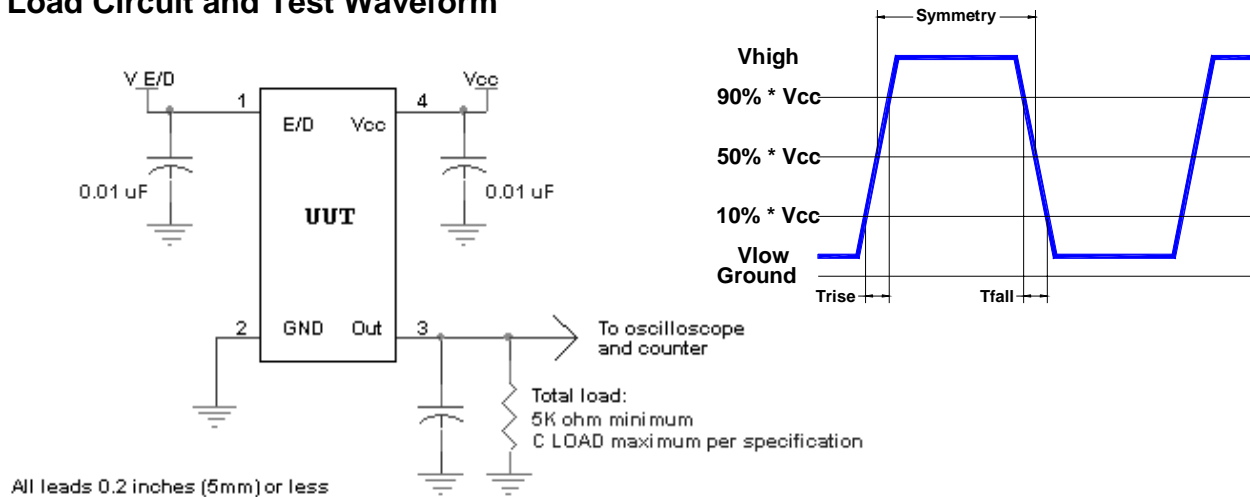 Load Circuit and Test Waveform
V E/D
Vcc
1
4
E/D
Vcc
0.01 uF
0.01 uF
UUT
2
GND
Out
3
To oscilloscope
and counter
Total load:
5K ohm minimum
C LOAD maximum per specification
All leads 0.2 inches (5mm) or less
Symmetry
Vhigh
90% * Vcc
50% * Vcc
10% * Vcc
Vlow
Ground
Trise
Tfall